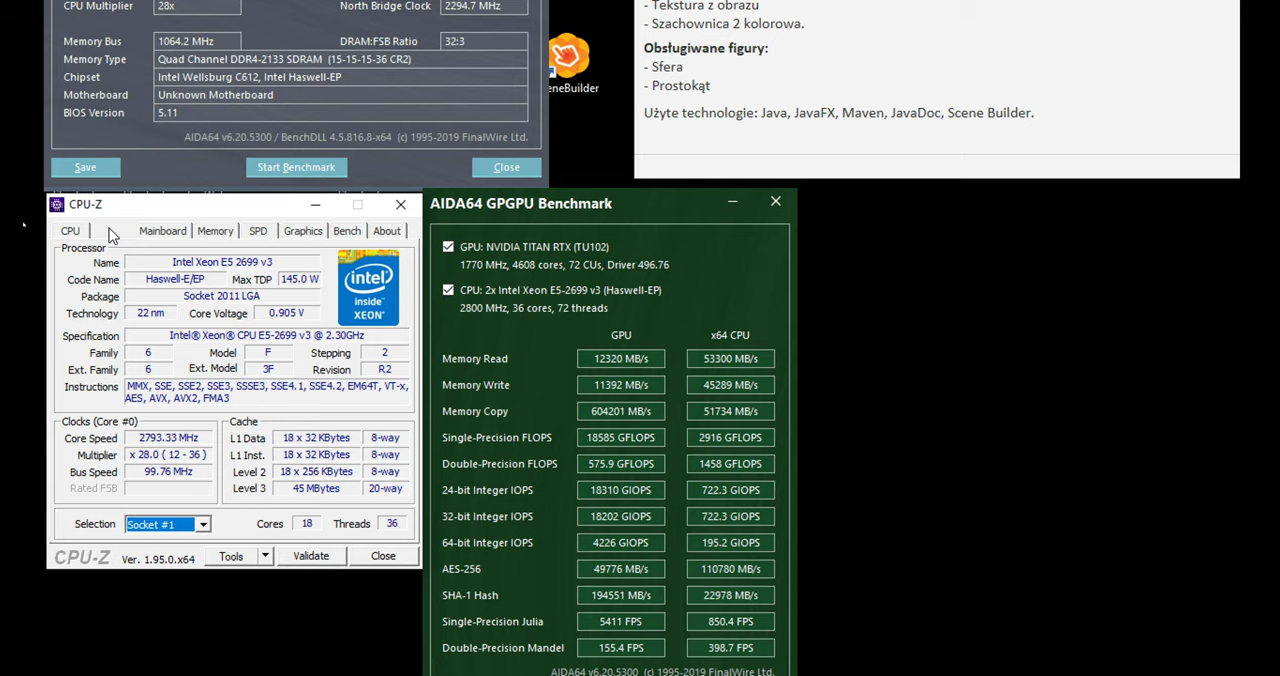 CPU Multiplier 28x North Bridge Clock 2294.7 MHz
Memory Bus 1064.2 MHz DRAM:FSB Ratio 32:3
Memory Type Quad Channel DDR4-2133 SDRAM (15-15-15-36 CR2)
Chipset Intel Wellsburg C612, Intel Haswell-EP
Motherboard Unknown Motherboard
BIOS Version 5.11
AIDA64 v6.20.5300 / BenchDLL 4.5.816.8-x64 (c) 1995-2019 FinalWire Ltd.
Save Start Benchmark Close
eneBuilder
- Tekstura z obrazu
- Szachownica 2 kolorowa.
Obsługiwane figury:
- Sfera
- Prostokąt
Użyte technologie: Java, JavaFX, Maven, JavaDoc, Scene Builder.
CPU-Z
CPU Mainboard Memory SPD Graphics Bench About
Processor
Name Intel Xeon E5 2699 v3
Code Name Haswell-E/EP Max TDP 145.0 W
Package Socket 2011 LGA
Technology 22 nm Core Voltage 0.905 V
intel
inside™
XEON®
Specification Intel® Xeon® CPU E5-2699 v3 @ 2.30GHz
Family 6 Model F Stepping 2
Ext. Family 6 Ext. Model 3F Revision R2
Instructions MMX, SSE, SSE2, SSE3, SSSE3, SSE4.1, SSE4.2, EM64T, VT-x,
AES, AVX, AVX2, FMA3
Clocks (Core #0)
Core Speed 2793.33 MHz
Multiplier x 28.0 ( 12 - 36 )
Bus Speed 99.76 MHz
Rated FSB
Cache
L1 Data 18 x 32 KBytes 8-way
L1 Inst. 18 x 32 KBytes 8-way
Level 2 18 x 256 KBytes 8-way
Level 3 45 MBytes 20-way
Selection Socket #1 Cores 18 Threads 36
CPU-Z Ver. 1.95.0.x64 Tools Validate Close
AIDA64 GPGPU Benchmark
GPU: NVIDIA TITAN RTX (TU102)
1770 MHz, 4608 cores, 72 CUs, Driver 496.76
CPU: 2x Intel Xeon E5-2699 v3 (Haswell-EP)
2800 MHz, 36 cores, 72 threads
GPU x64 CPU
Memory Read 12320 MB/s 53300 MB/s
Memory Write 11392 MB/s 45289 MB/s
Memory Copy 604201 MB/s 51734 MB/s
Single-Precision FLOPS 18585 GFLOPS 2916 GFLOPS
Double-Precision FLOPS 575.9 GFLOPS 1458 GFLOPS
24-bit Integer IOPS 18310 GIOPS 722.3 GIOPS
32-bit Integer IOPS 18202 GIOPS 722.3 GIOPS
64-bit Integer IOPS 4226 GIOPS 195.2 GIOPS
AES-256 49776 MB/s 110780 MB/s
SHA-1 Hash 194551 MB/s 22978 MB/s
Single-Precision Julia 5411 FPS 850.4 FPS
Double-Precision Mandel 155.4 FPS 398.7 FPS
AIDA64 v6.20.5300 (c) 1995-2019 FinalWire Ltd.